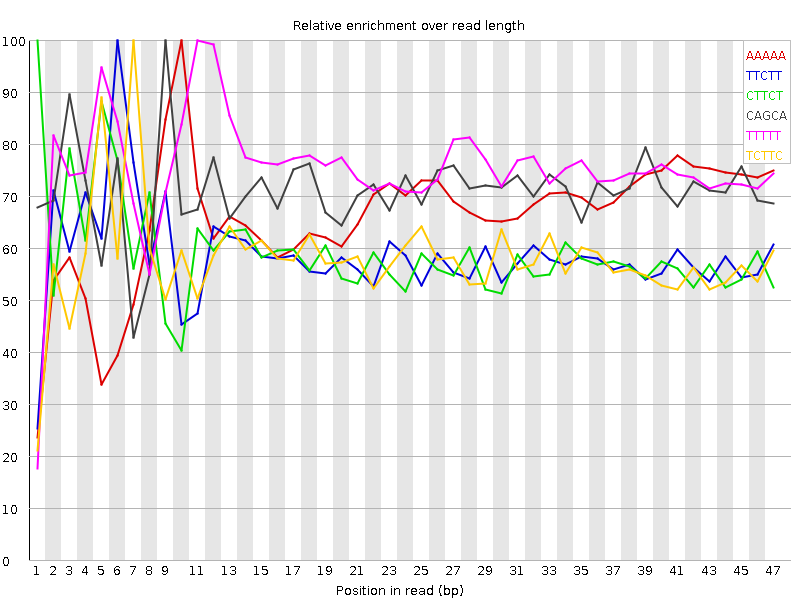 Relative enrichment over read length
100
90
80
70
60
50
40
30
20
10
0
AAAAA
TTCTT
CTTCT
CAGCA
TTTTT
TCTTC
1 2 3 4 5 6 7 8 9 11 13 15 17 19 21 23 25 27 29 31 33 35 37 39 41 43 45 47
Position in read (bp)